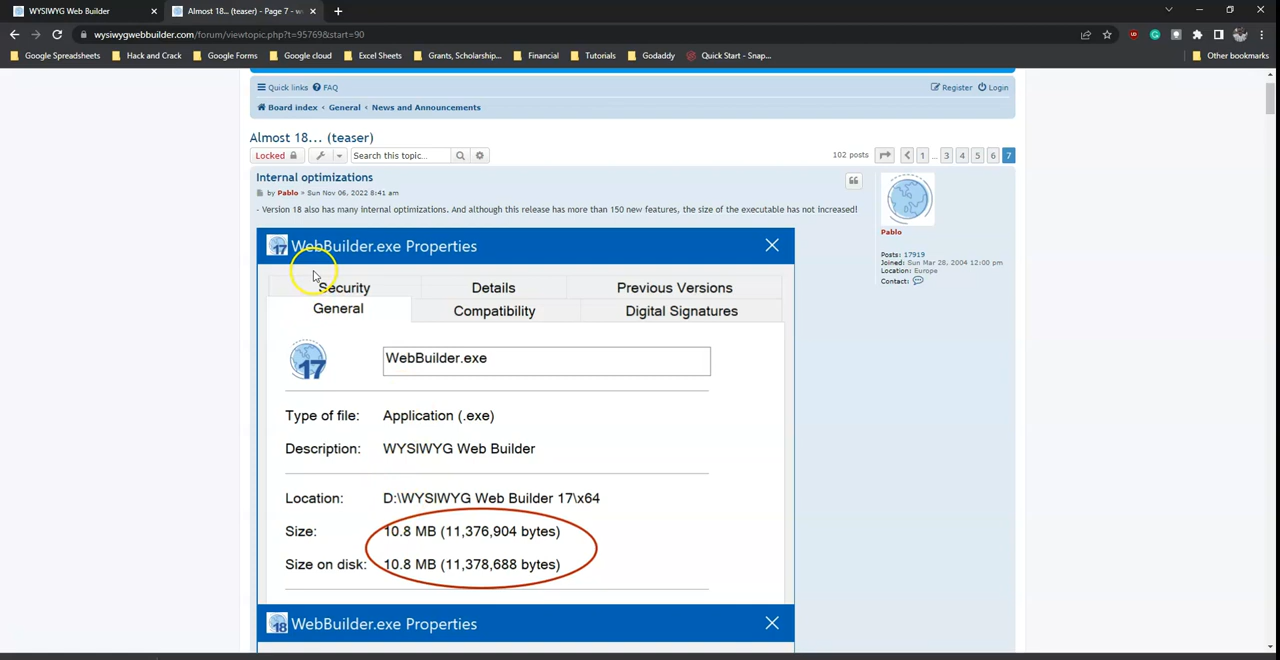 WYSIWYG Web Builder
Almost 18... (teaser) - Page 7 - w
wysiwygwebbuilder.com/forum/viewtopic.php?t=95769&start=90
Google Spreadsheets
Hack and Crack
Google Forms
Google cloud
Excel Sheets
Grants, Scholarship...
Financial
Tutorials
Godaddy
Quick Start - Snap...
Other bookmarks
Quick links
FAQ
Register
Login
Board index ‹ General ‹ News and Announcements
Almost 18... (teaser)
Locked
Search this topic...
102 posts
1 ... 3 4 5 6 7
Internal optimizations
by Pablo » Sun Nov 06, 2022 8:41 am
- Version 18 also has many internal optimizations. And although this release has more than 150 new features, the size of the executable has not increased!
Pablo
Posts: 17919
Joined: Sun Mar 28, 2004 12:00 pm
Location: Europe
Contact:
17 WebBuilder.exe Properties
Security
Details
Previous Versions
General
Compatibility
Digital Signatures
17
WebBuilder.exe
Type of file: Application (.exe)
Description: WYSIWYG Web Builder
Location: D:\WYSIWYG Web Builder 17\x64
Size: 10.8 MB (11,376,904 bytes)
Size on disk: 10.8 MB (11,378,688 bytes)
18 WebBuilder.exe Properties